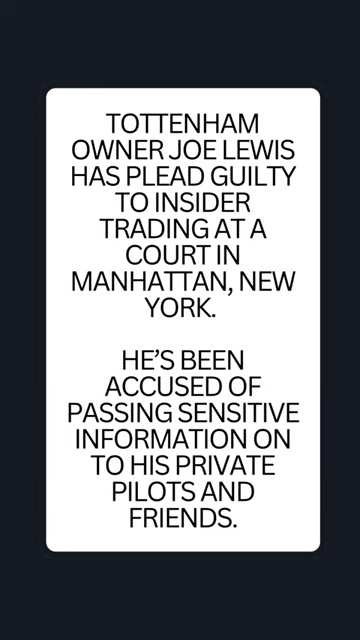 TOTTENHAM
OWNER JOE LEWIS
HAS PLEAD GUILTY
TO INSIDER
TRADING AT A
COURT IN
MANHATTAN, NEW
YORK.
HE'S BEEN
ACCUSED OF
PASSING SENSITIVE
INFORMATION ON
TO HIS PRIVATE
PILOTS AND
FRIENDS.